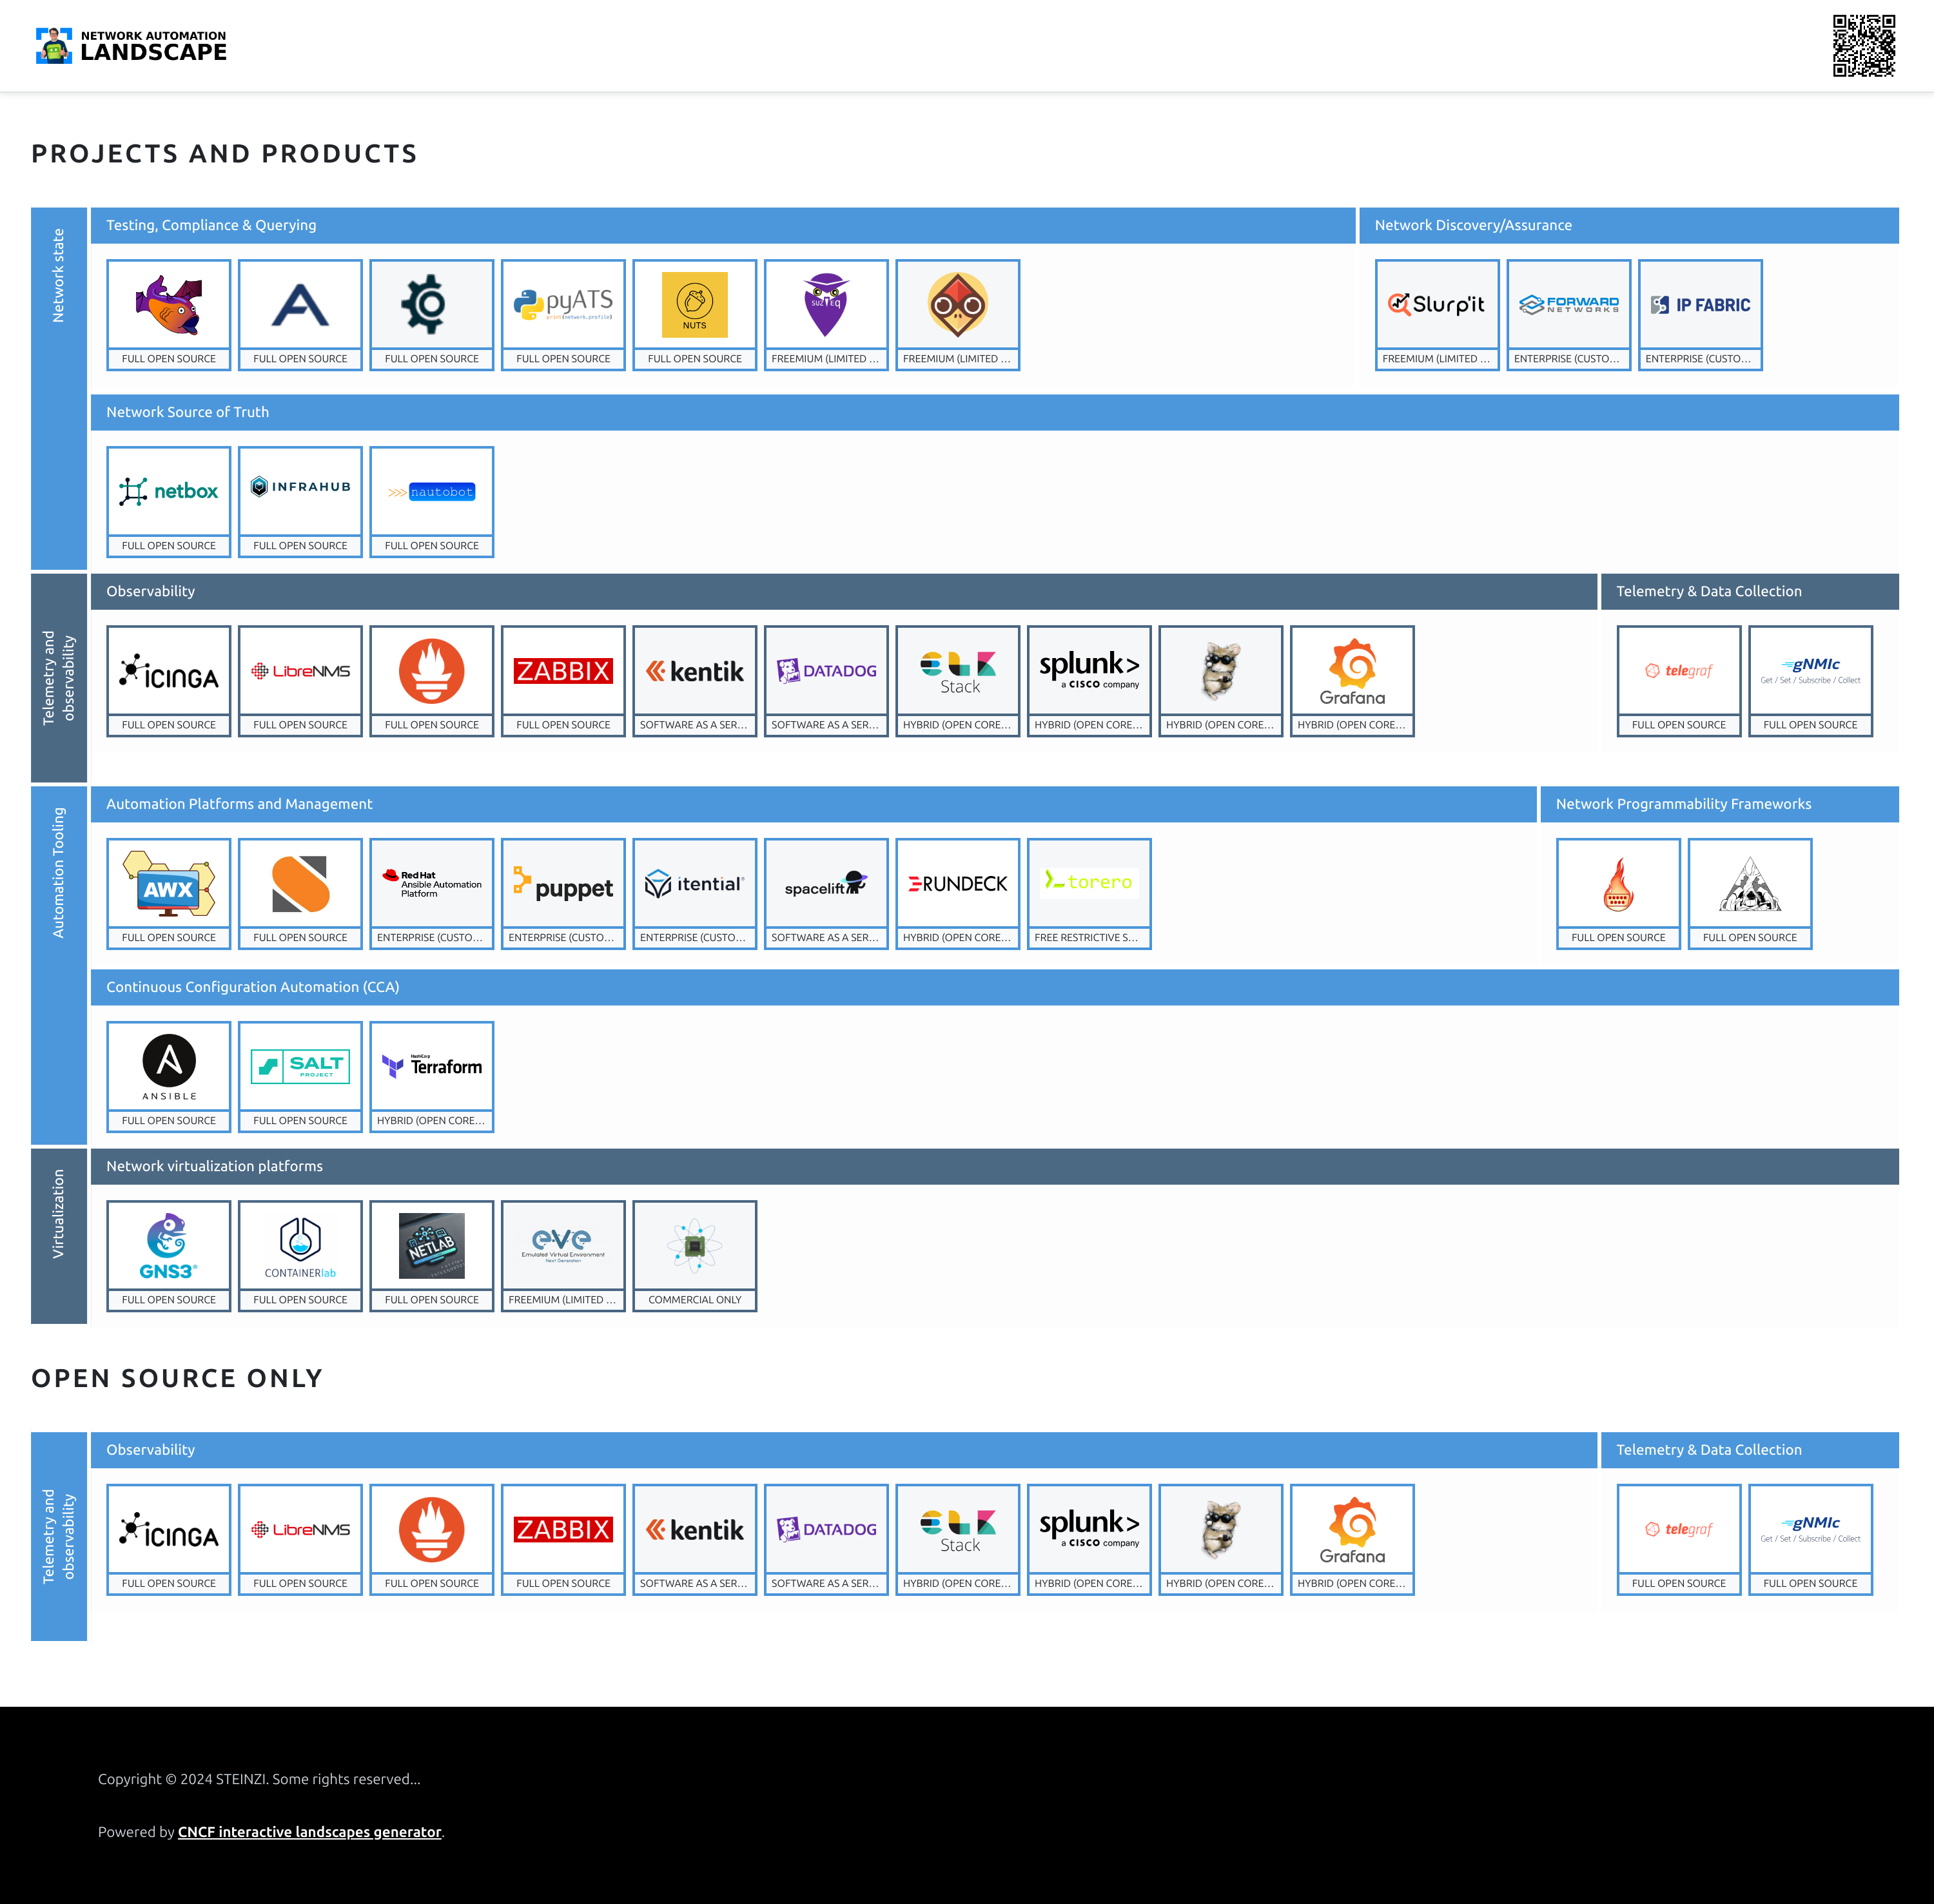 NETWORK AUTOMATION
LANDSCAPE
PROJECTS AND PRODUCTS
Network state
Testing, Compliance & Querying
Network Discovery/Assurance
pyATS
print(network.profile)
NUTS
SUZIEQ
Slurp'it
FORWARD
NETWORKS
IP FABRIC
FULL OPEN SOURCE
FULL OPEN SOURCE
FULL OPEN SOURCE
FULL OPEN SOURCE
FULL OPEN SOURCE
FREEMIUM (LIMITED ...
FREEMIUM (LIMITED ...
FREEMIUM (LIMITED ...
ENTERPRISE (CUSTO...
ENTERPRISE (CUSTO...
Network Source of Truth
netbox
INFRAHUB
>>> nautobot
FULL OPEN SOURCE
FULL OPEN SOURCE
FULL OPEN SOURCE
Telemetry and
observability
Observability
Telemetry & Data Collection
ICINGA
LibreNMS
ZABBIX
kentik
DATADOG
ELK
Stack
splunk>
a CISCO company
Grafana
telegraf
gNMIc
Get / Set / Subscribe / Collect
FULL OPEN SOURCE
FULL OPEN SOURCE
FULL OPEN SOURCE
FULL OPEN SOURCE
SOFTWARE AS A SER...
SOFTWARE AS A SER...
HYBRID (OPEN CORE...
HYBRID (OPEN CORE...
HYBRID (OPEN CORE...
HYBRID (OPEN CORE...
FULL OPEN SOURCE
FULL OPEN SOURCE
Automation Tooling
Automation Platforms and Management
Network Programmability Frameworks
AWX
Red Hat
Ansible Automation
Platform
puppet
itential
spacelift
RUNDECK
torero
FULL OPEN SOURCE
FULL OPEN SOURCE
ENTERPRISE (CUSTO...
ENTERPRISE (CUSTO...
ENTERPRISE (CUSTO...
SOFTWARE AS A SER...
HYBRID (OPEN CORE...
FREE RESTRICTIVE S...
FULL OPEN SOURCE
FULL OPEN SOURCE
Continuous Configuration Automation (CCA)
ANSIBLE
SALT
PROJECT
HashiCorp
Terraform
FULL OPEN SOURCE
FULL OPEN SOURCE
HYBRID (OPEN CORE...
Virtualization
Network virtualization platforms
GNS3
CONTAINERlab
NETLAB
eve
Emulated Virtual Environment
Next Generation
FULL OPEN SOURCE
FULL OPEN SOURCE
FULL OPEN SOURCE
FREEMIUM (LIMITED ...
COMMERCIAL ONLY
OPEN SOURCE ONLY
Telemetry and
observability
Observability
Telemetry & Data Collection
ICINGA
LibreNMS
ZABBIX
kentik
DATADOG
ELK
Stack
splunk>
a CISCO company
Grafana
telegraf
gNMIc
Get / Set / Subscribe / Collect
FULL OPEN SOURCE
FULL OPEN SOURCE
FULL OPEN SOURCE
FULL OPEN SOURCE
SOFTWARE AS A SER...
SOFTWARE AS A SER...
HYBRID (OPEN CORE...
HYBRID (OPEN CORE...
HYBRID (OPEN CORE...
HYBRID (OPEN CORE...
FULL OPEN SOURCE
FULL OPEN SOURCE
Copyright © 2024 STEINZI. Some rights reserved...
Powered by CNCF interactive landscapes generator.